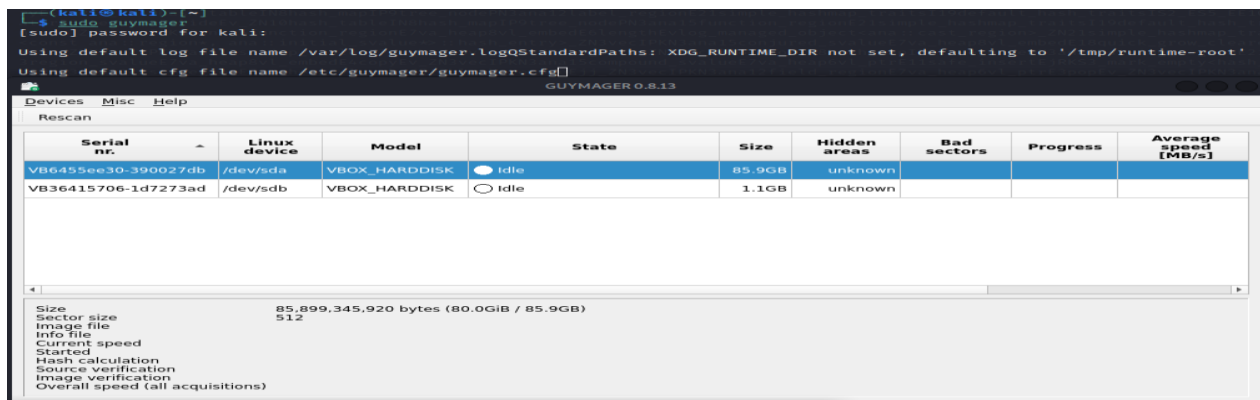 (kali㉿kali)-[~]
$ sudo guymager
[sudo] password for kali:
Using default log file name /var/log/guymager.logQStandardPaths: XDG_RUNTIME_DIR not set, defaulting to '/tmp/runtime-root'
Using default cfg file name /etc/guymager/guymager.cfg
GUYMAGER 0.8.13
Devices Misc Help
Rescan
Serial nr. Linux device Model State Size Hidden areas Bad sectors Progress Average speed [MB/s]
VB6455ee30-390027db /dev/sda VBOX_HARDDISK Idle 85.9GB unknown
VB36415706-1d7273ad /dev/sdb VBOX_HARDDISK Idle 1.1GB unknown
Size 85,899,345,920 bytes (80.0GiB / 85.9GB)
Sector size 512
Image file
Info file
Current speed
Started
Hash calculation
Source verification
Image verification
Overall speed (all acquisitions)